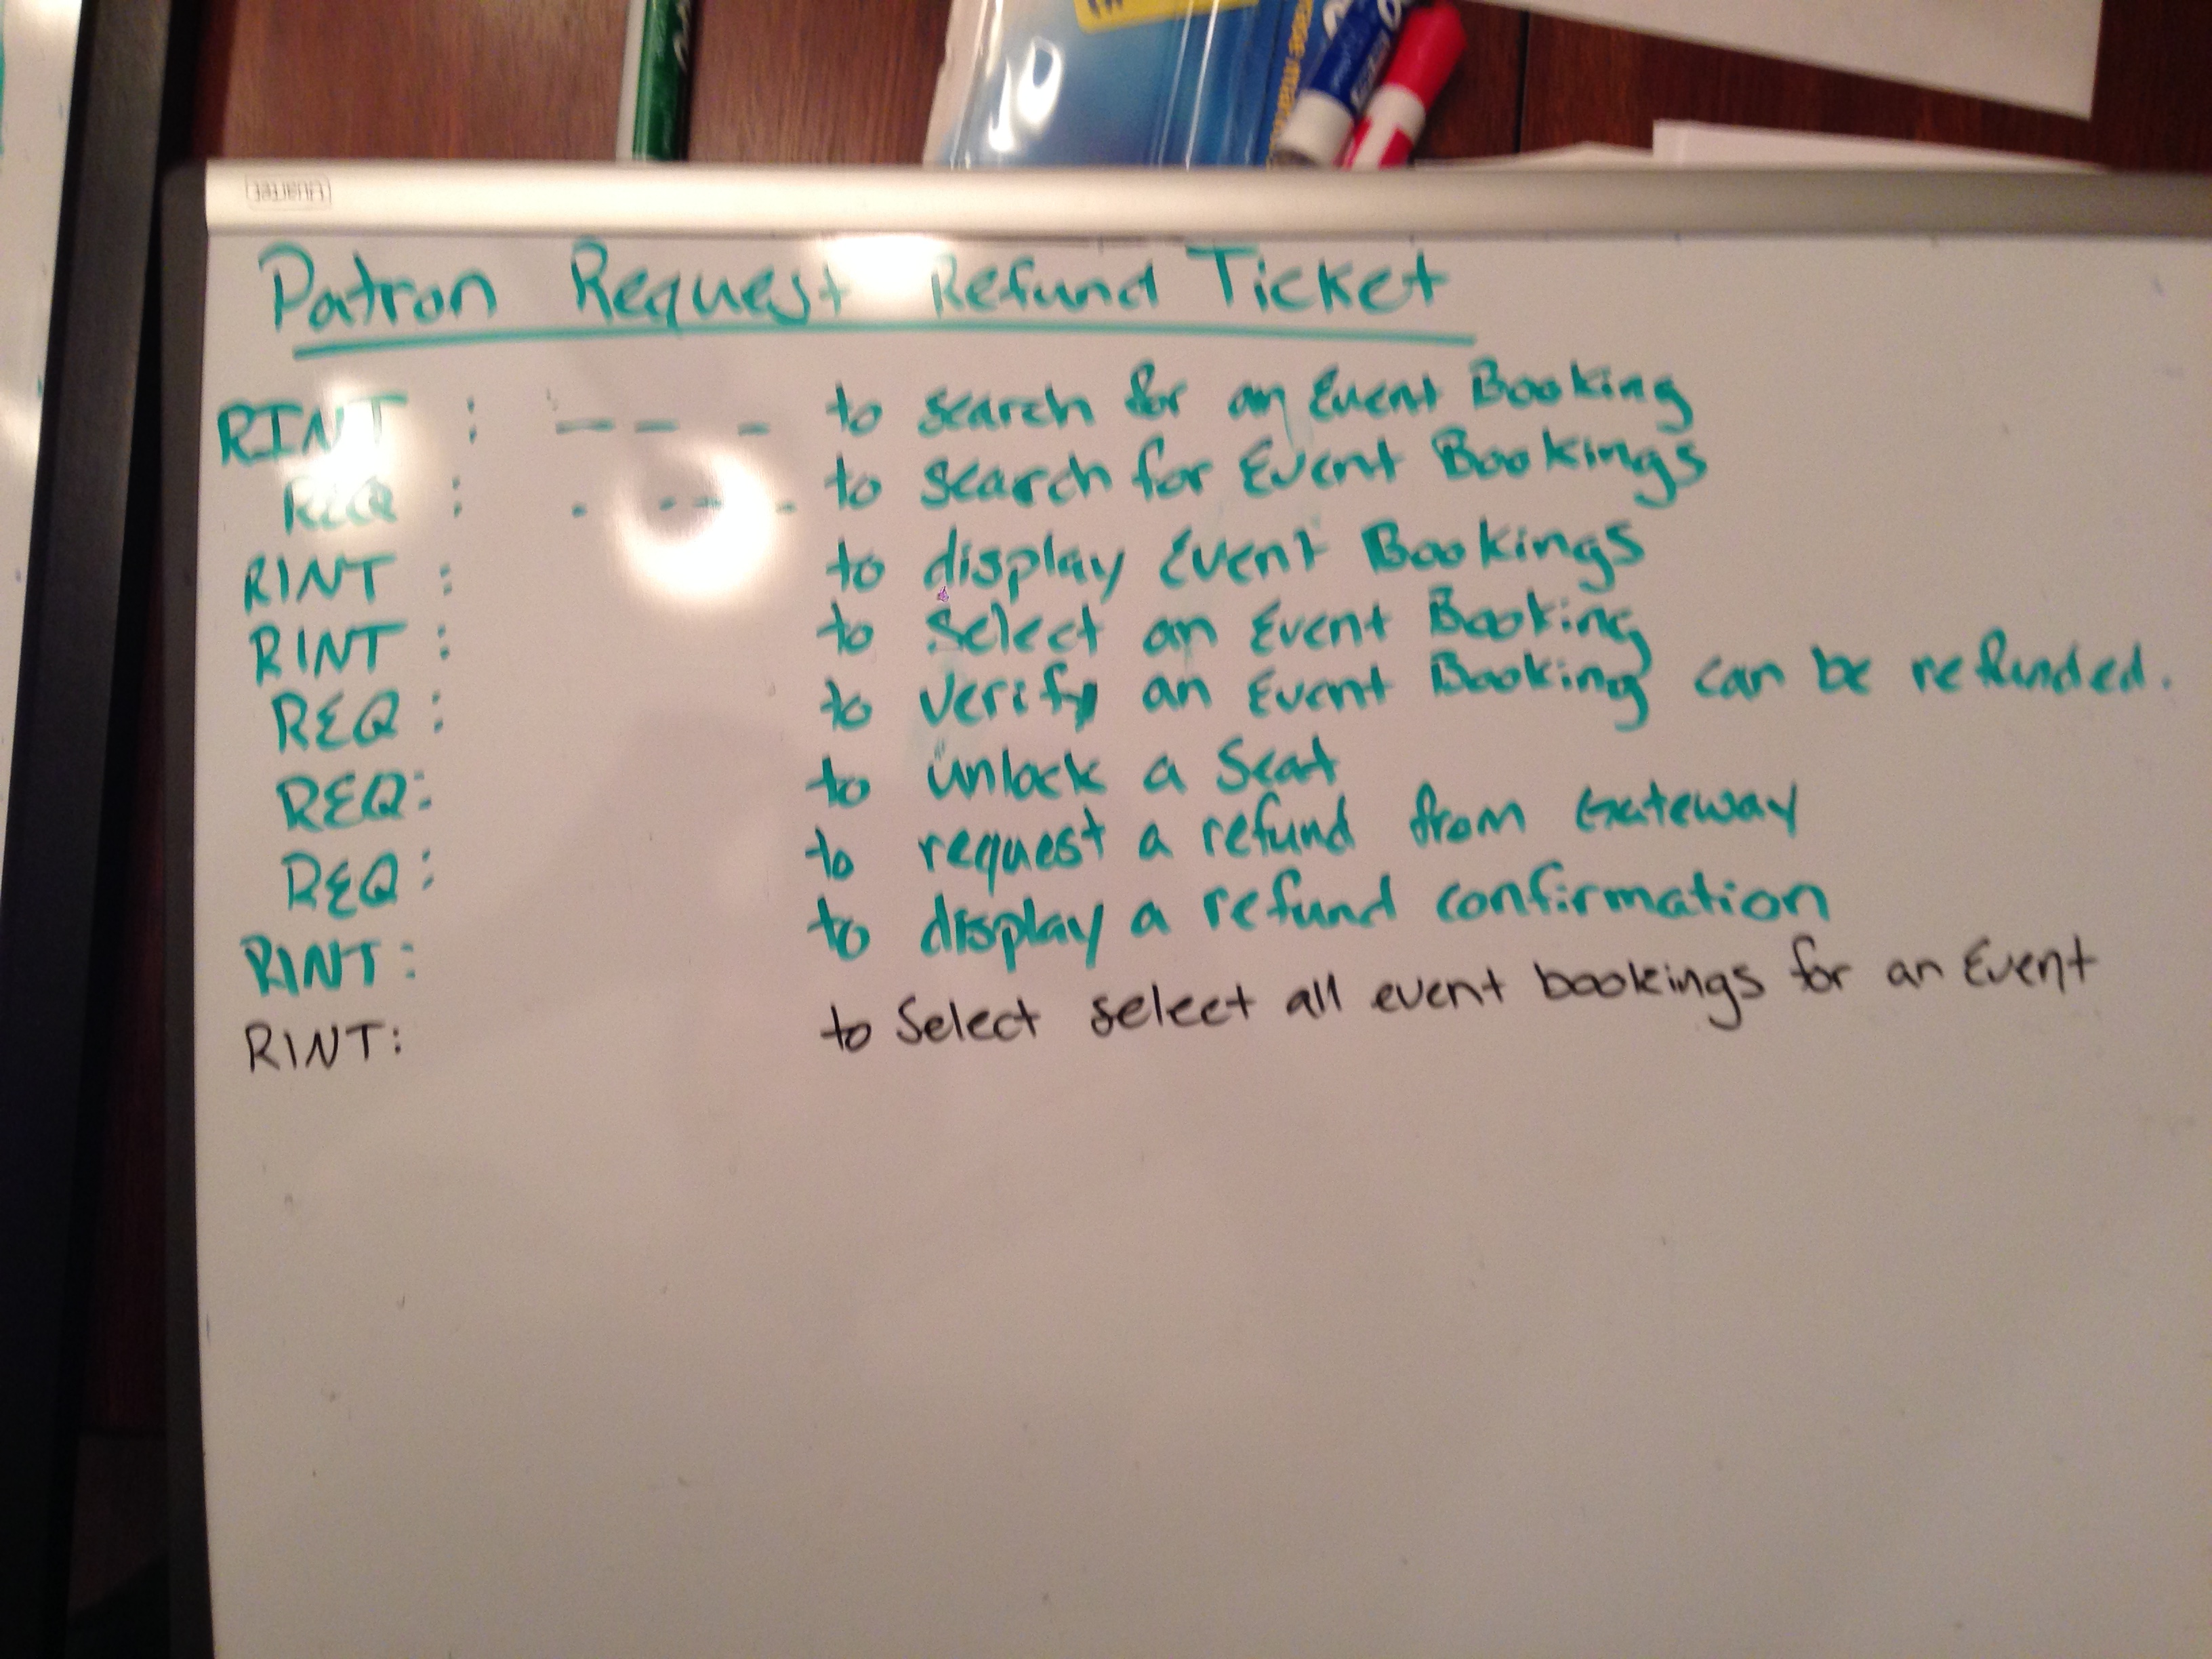 Quartet
Patron Request Refund Ticket
RINT : -- -- - to search for an Event Booking
REQ : - -- - - to search for Event Bookings
RINT : to display Event Bookings
RINT : to select an Event Booking
REQ : to verify an Event Booking can be refunded.
REQ: to unlock a Seat
REQ: to request a refund from Gateway
RINT: to display a refund confirmation
RINT: to Select select all event bookings for an Event